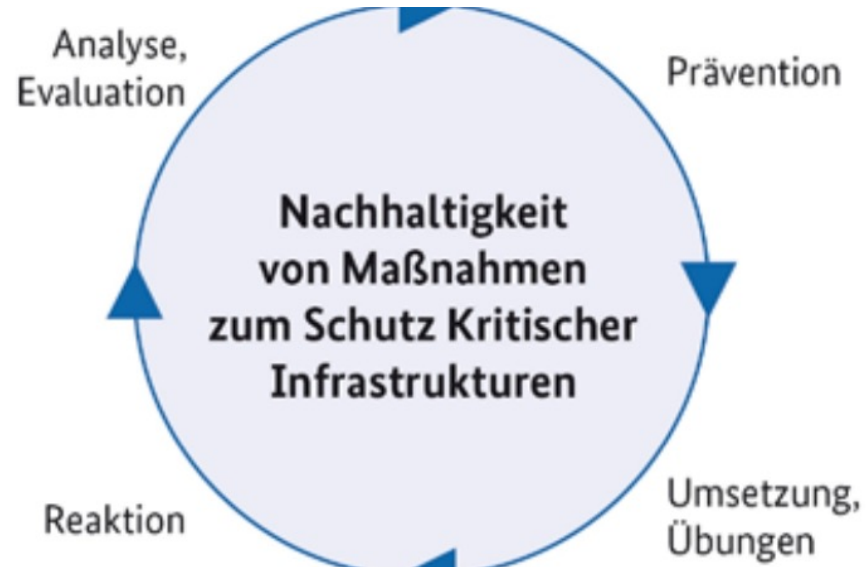 Analyse,
Evaluation
Prävention
Nachhaltigkeit
von Maßnahmen
zum Schutz Kritischer
Infrastrukturen
Reaktion
Umsetzung,
Übungen